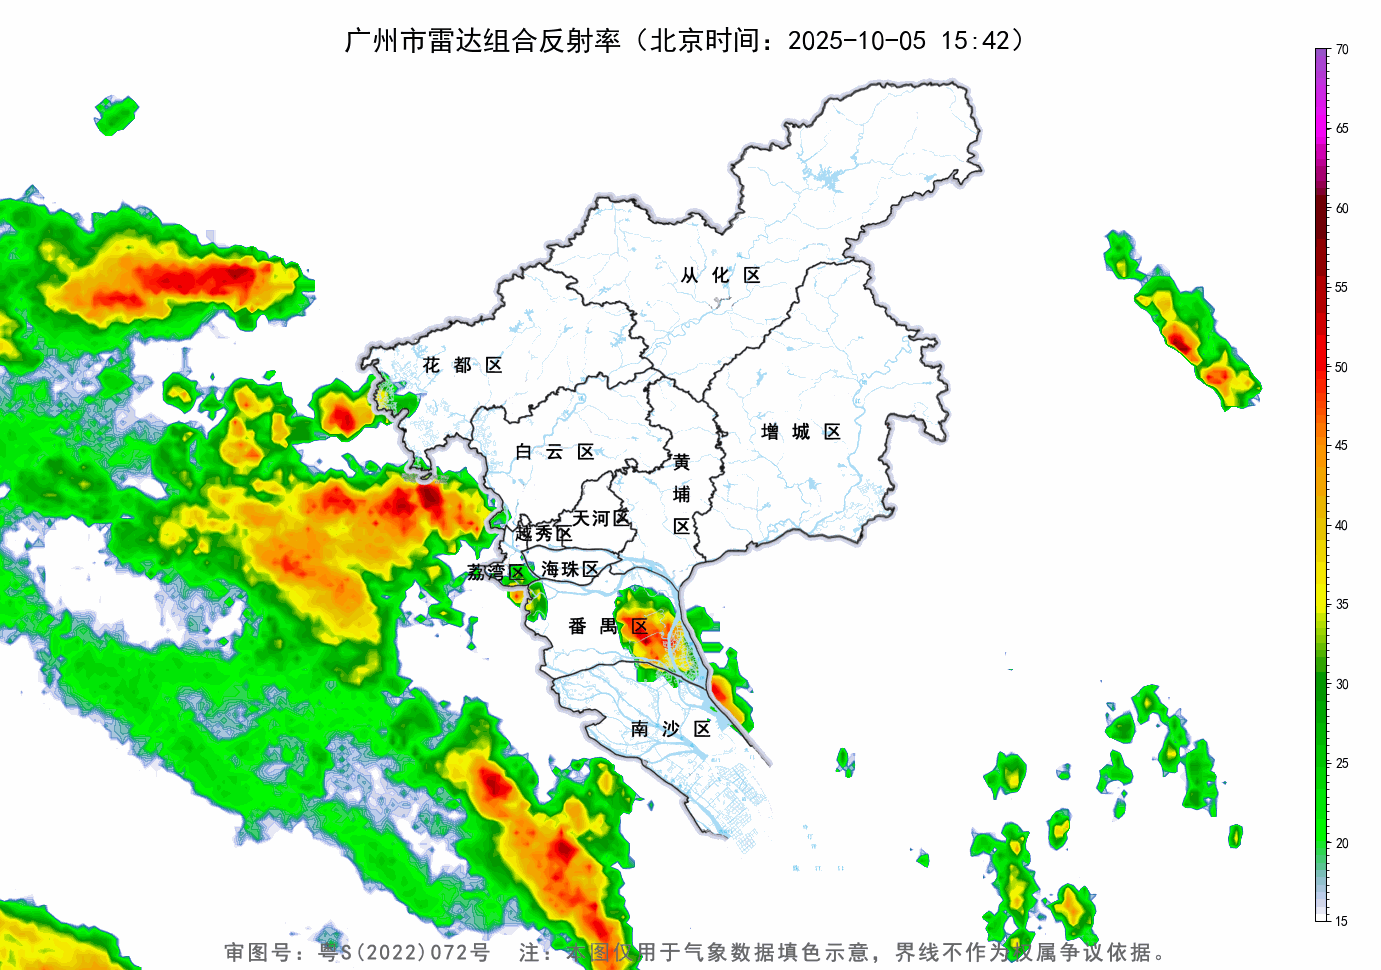 广州市雷达组合反射率（北京时间：2025-10-05 15:42）
70
65
60
55
50
45
40
35
30
25
20
15
从化区
花都区
增城区
白云区
黄埔区
天河区
越秀区
荔湾区
海珠区
番禺区
南沙区
审图号：粤S(2022)072号 注：本图仅用于气象数据填色示意，界线不作为权属争议依据。